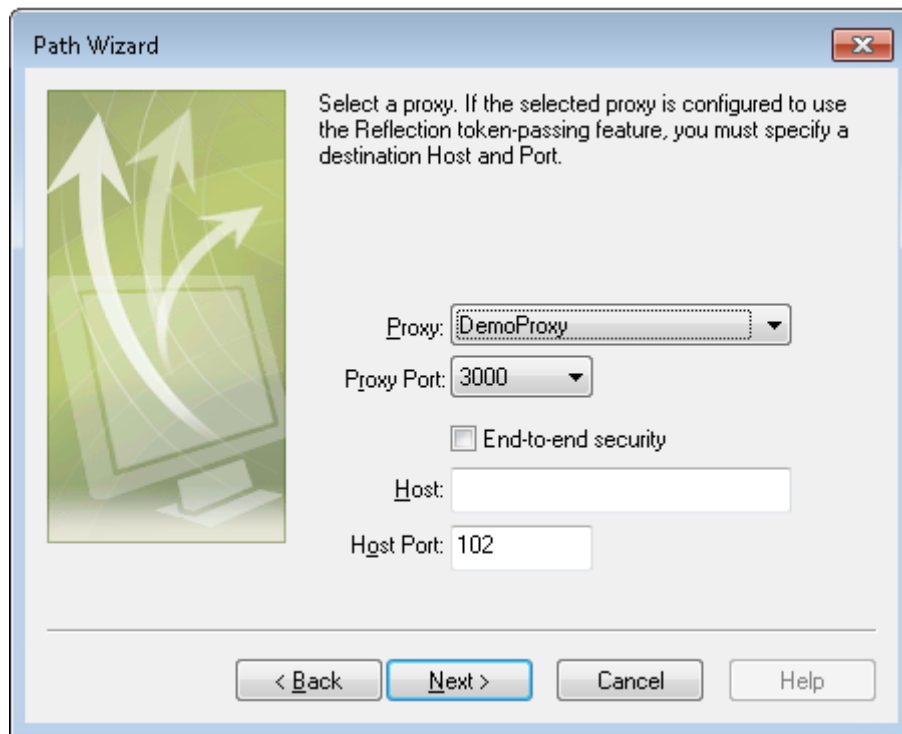 Path Wizard
Select a proxy. If the selected proxy is configured to use
the Reflection token-passing feature, you must specify a
destination Host and Port.
Proxy: DemoProxy
Proxy Port: 3000
End-to-end security
Host:
Host Port: 102
< Back Next > Cancel Help